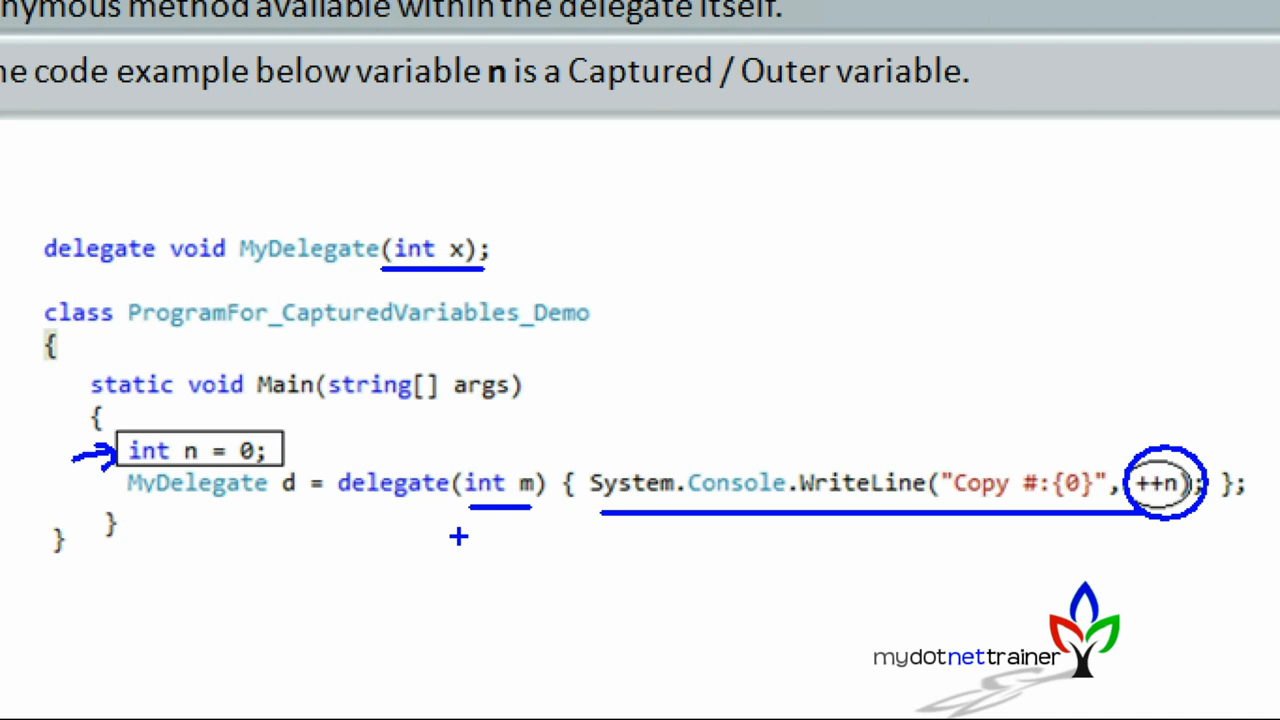 nymous method available within the delegate itself.
he code example below variable n is a Captured / Outer variable.
delegate void MyDelegate(int x);
class ProgramFor_CapturedVariables_Demo
{
static void Main(string[] args)
{
int n = 0;
MyDelegate d = delegate(int m) { System.Console.WriteLine("Copy #:{0}", ++n); };
}
}
mydotnettrainer